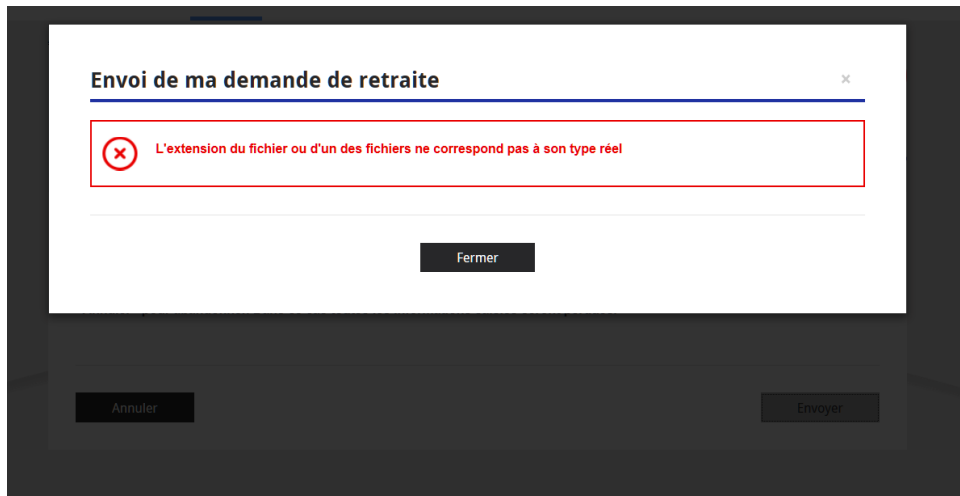 Envoi de ma demande de retraite
×
L'extension du fichier ou d'un des fichiers ne correspond pas à son type réel
Fermer
Annuler
Envoyer